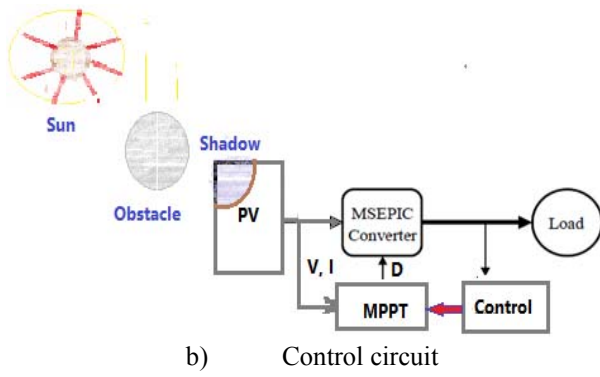 Sun
Shadow
Obstacle
PV
MSEPIC
Converter
Load
V, I
D
MPPT
Control
b) Control circuit